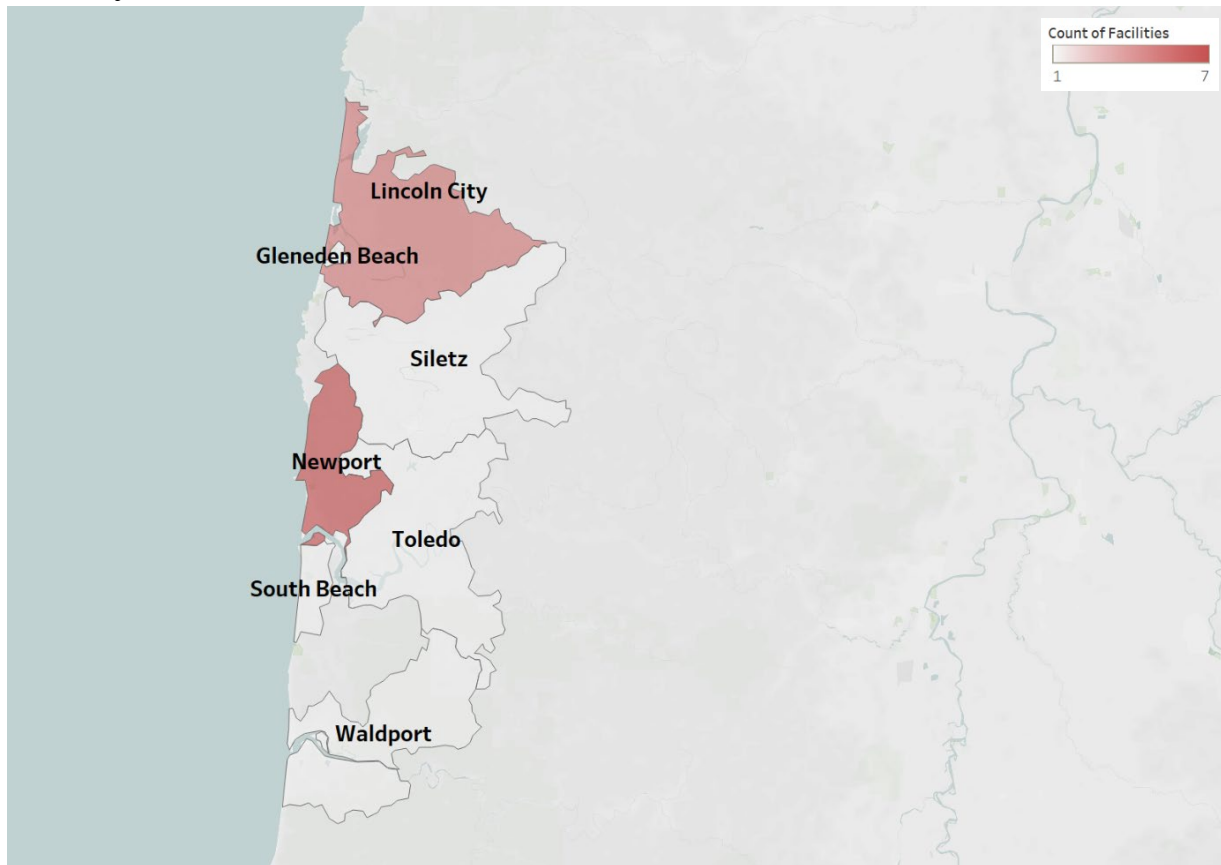 Count of Facilities
1 7
Lincoln City
Gleneden Beach
Siletz
Newport
Toledo
South Beach
Waldport